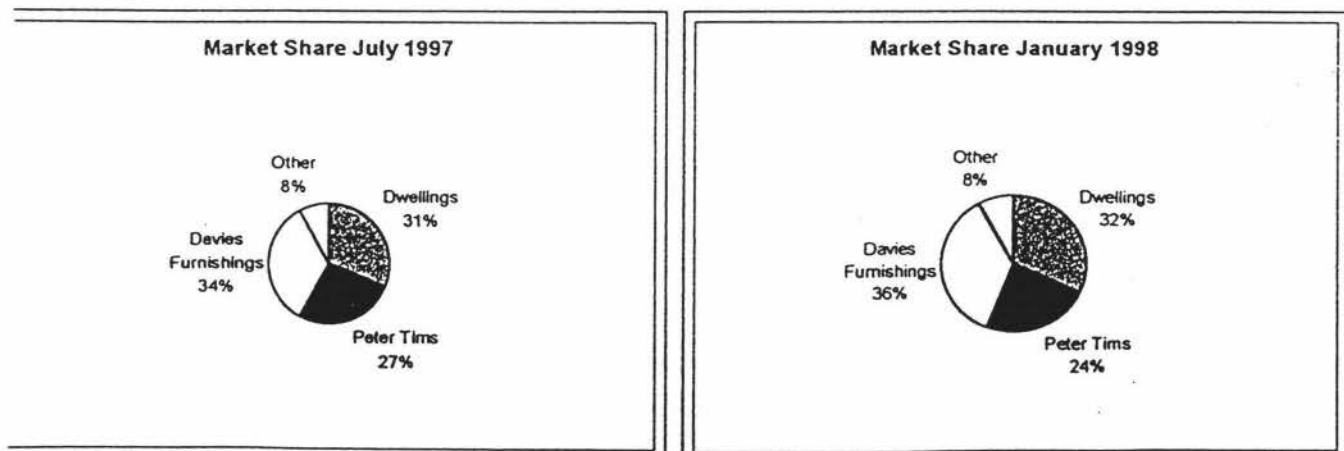 Market Share July 1997
Other
8%
Dwellings
31%
Davies
Furnishings
34%
Peter Tims
27%
Market Share January 1998
Other
8%
Dwellings
32%
Davies
Furnishings
36%
Peter Tims
24%